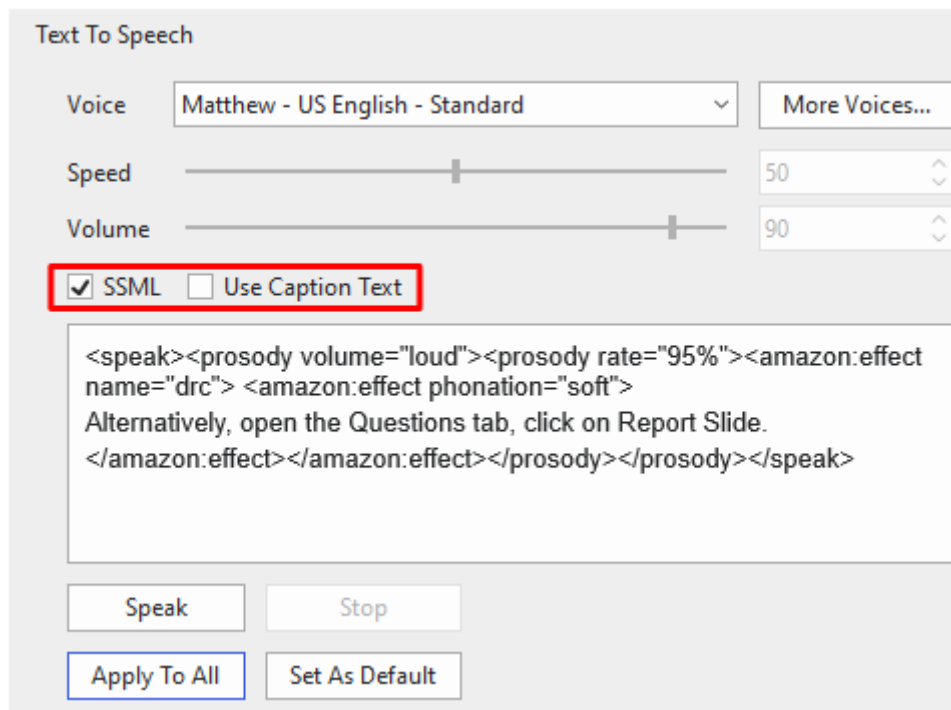 Text To Speech
Voice Matthew - US English - Standard More Voices...
Speed 50
Volume 90
SSML Use Caption Text
<speak><prosody volume="loud"><prosody rate="95%"><amazon:effect
name="drc"> <amazon:effect phonation="soft">
Alternatively, open the Questions tab, click on Report Slide.
</amazon:effect></amazon:effect></prosody></prosody></speak>
Speak Stop
Apply To All Set As Default